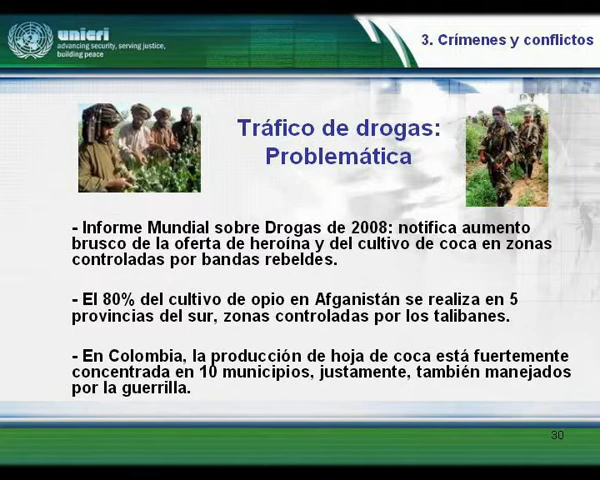 unicri
advancing security, serving justice,
building peace
3. Crímenes y conflictos
Tráfico de drogas:
Problemática
- Informe Mundial sobre Drogas de 2008: notifica aumento
brusco de la oferta de heroína y del cultivo de coca en zonas
controladas por bandas rebeldes.
- El 80% del cultivo de opio en Afganistán se realiza en 5
provincias del sur, zonas controladas por los talibanes.
- En Colombia, la producción de hoja de coca está fuertemente
concentrada en 10 municipios, justamente, también manejados
por la guerrilla.
30